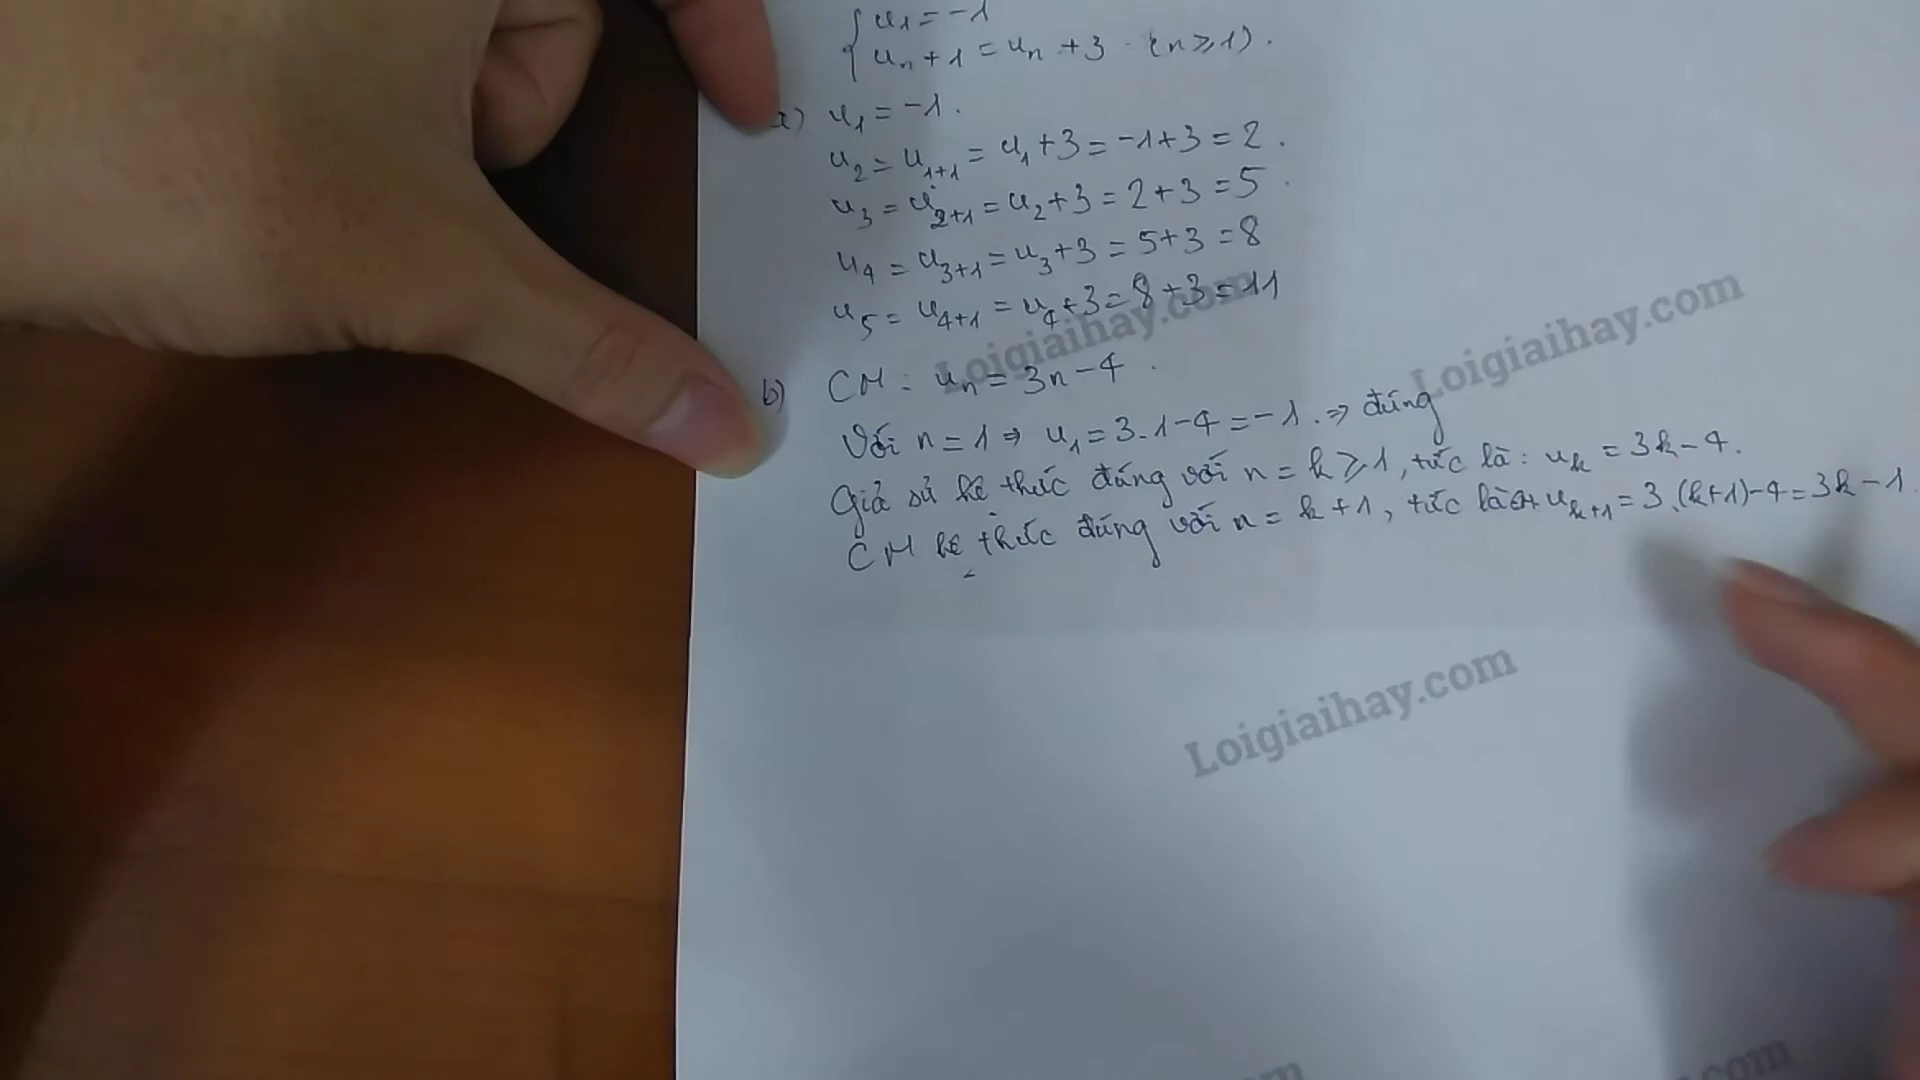 u₁ = -1
uₙ+1 = uₙ + 3 (n ≥ 1).
a) u₁ = -1.
u₂ = u₁₊₁ = u₁ + 3 = -1 + 3 = 2.
u₃ = u₂₊₁ = u₂ + 3 = 2 + 3 = 5.
u₄ = u₃₊₁ = u₃ + 3 = 5 + 3 = 8
u₅ = u₄₊₁ = u₄ + 3 = 8 + 3 = 11
Loigiaihay.com
Loigiaihay.com
b) CM: uₙ = 3n - 4.
Với n = 1 ⇒ u₁ = 3.1 - 4 = -1. ⇒ đúng
Giả sử hệ thức đúng với n = k ≥ 1, tức là: uₖ = 3k - 4.
CM hệ thức đúng với n = k + 1, tức là CM uₖ₊₁ = 3.(k+1) - 4 = 3k - 1.
Loigiaihay.com
.com